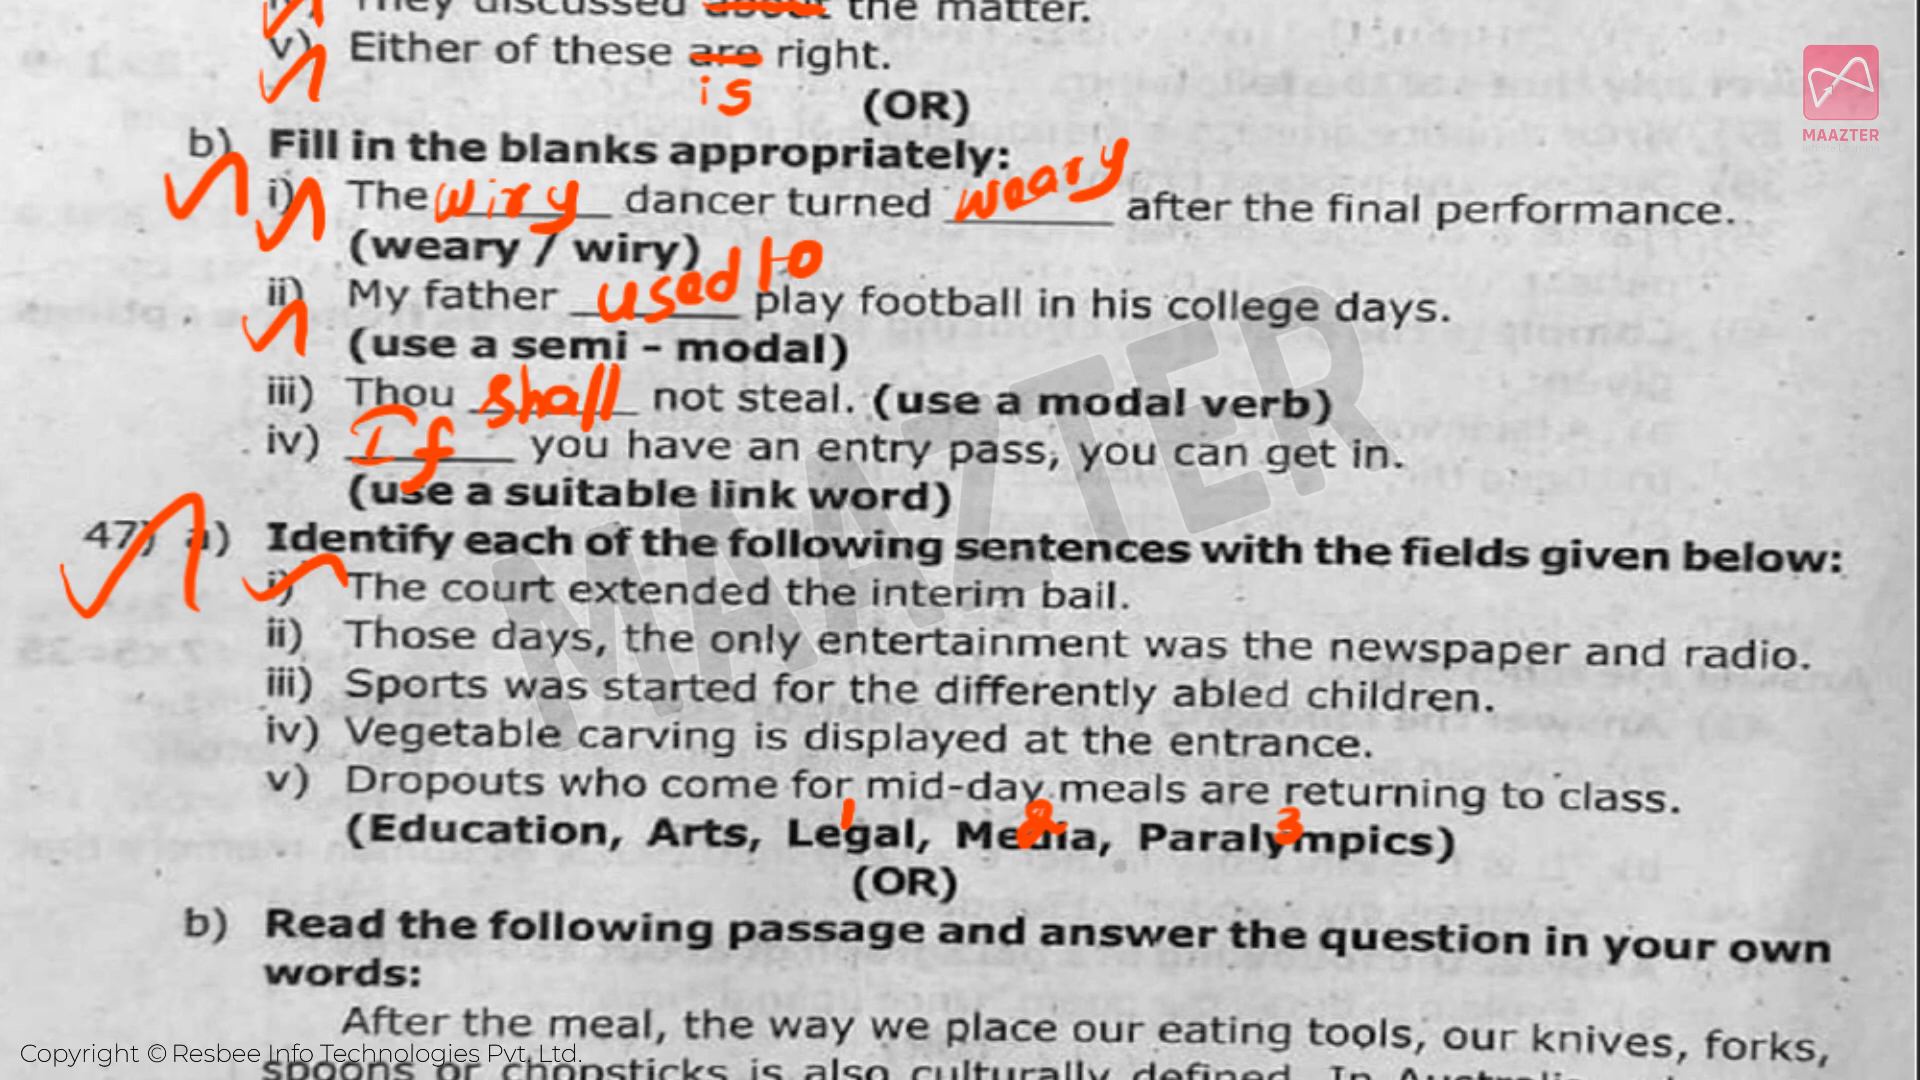 They discussed about the matter.
v) Either of these are right.
is
(OR)
b) Fill in the blanks appropriately:
i) The wiry dancer turned weary after the final performance.
(weary / wiry)
ii) My father used to play football in his college days.
(use a semi - modal)
iii) Thou shall not steal. (use a modal verb)
iv) If you have an entry pass, you can get in.
(use a suitable link word)
47) a) Identify each of the following sentences with the fields given below:
i) The court extended the interim bail.
ii) Those days, the only entertainment was the newspaper and radio.
iii) Sports was started for the differently abled children.
iv) Vegetable carving is displayed at the entrance.
v) Dropouts who come for mid-day meals are returning to class.
1 2 3
(Education, Arts, Legal, Media, Paralympics)
(OR)
b) Read the following passage and answer the question in your own
words:
After the meal, the way we place our eating tools, our knives, forks,
spoons or chopsticks is also culturally defined. In
MAAZTER
MAAZTER
Copyright © Resbee Info Technologies Pvt. Ltd.